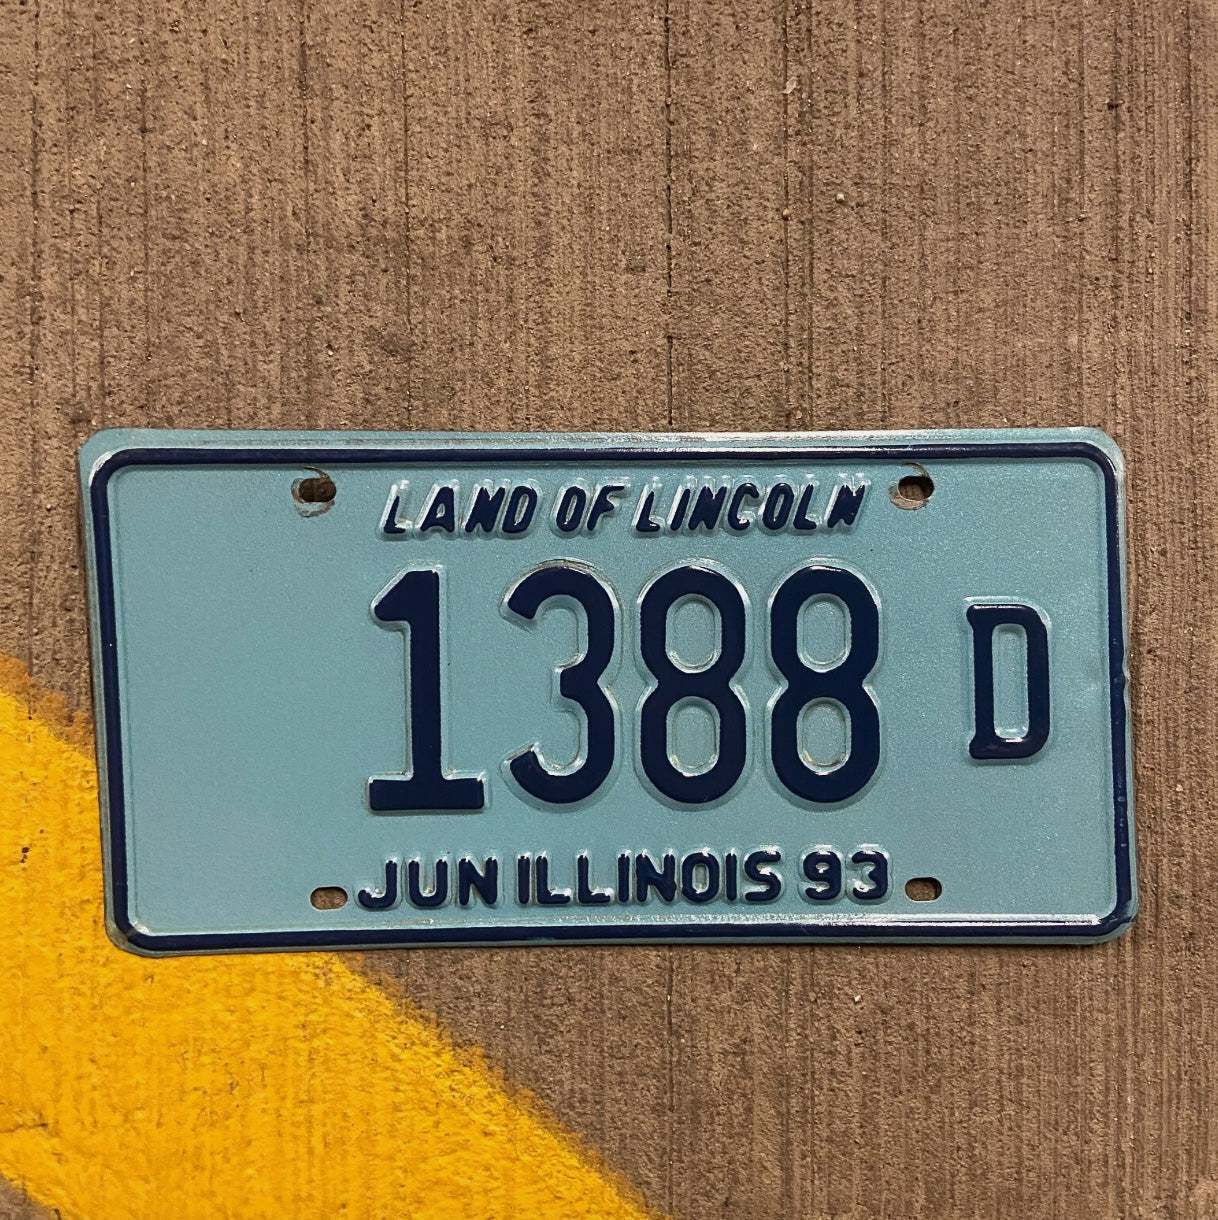 LAND OF LINCOLN
1388 D
JUN ILLINOIS 93